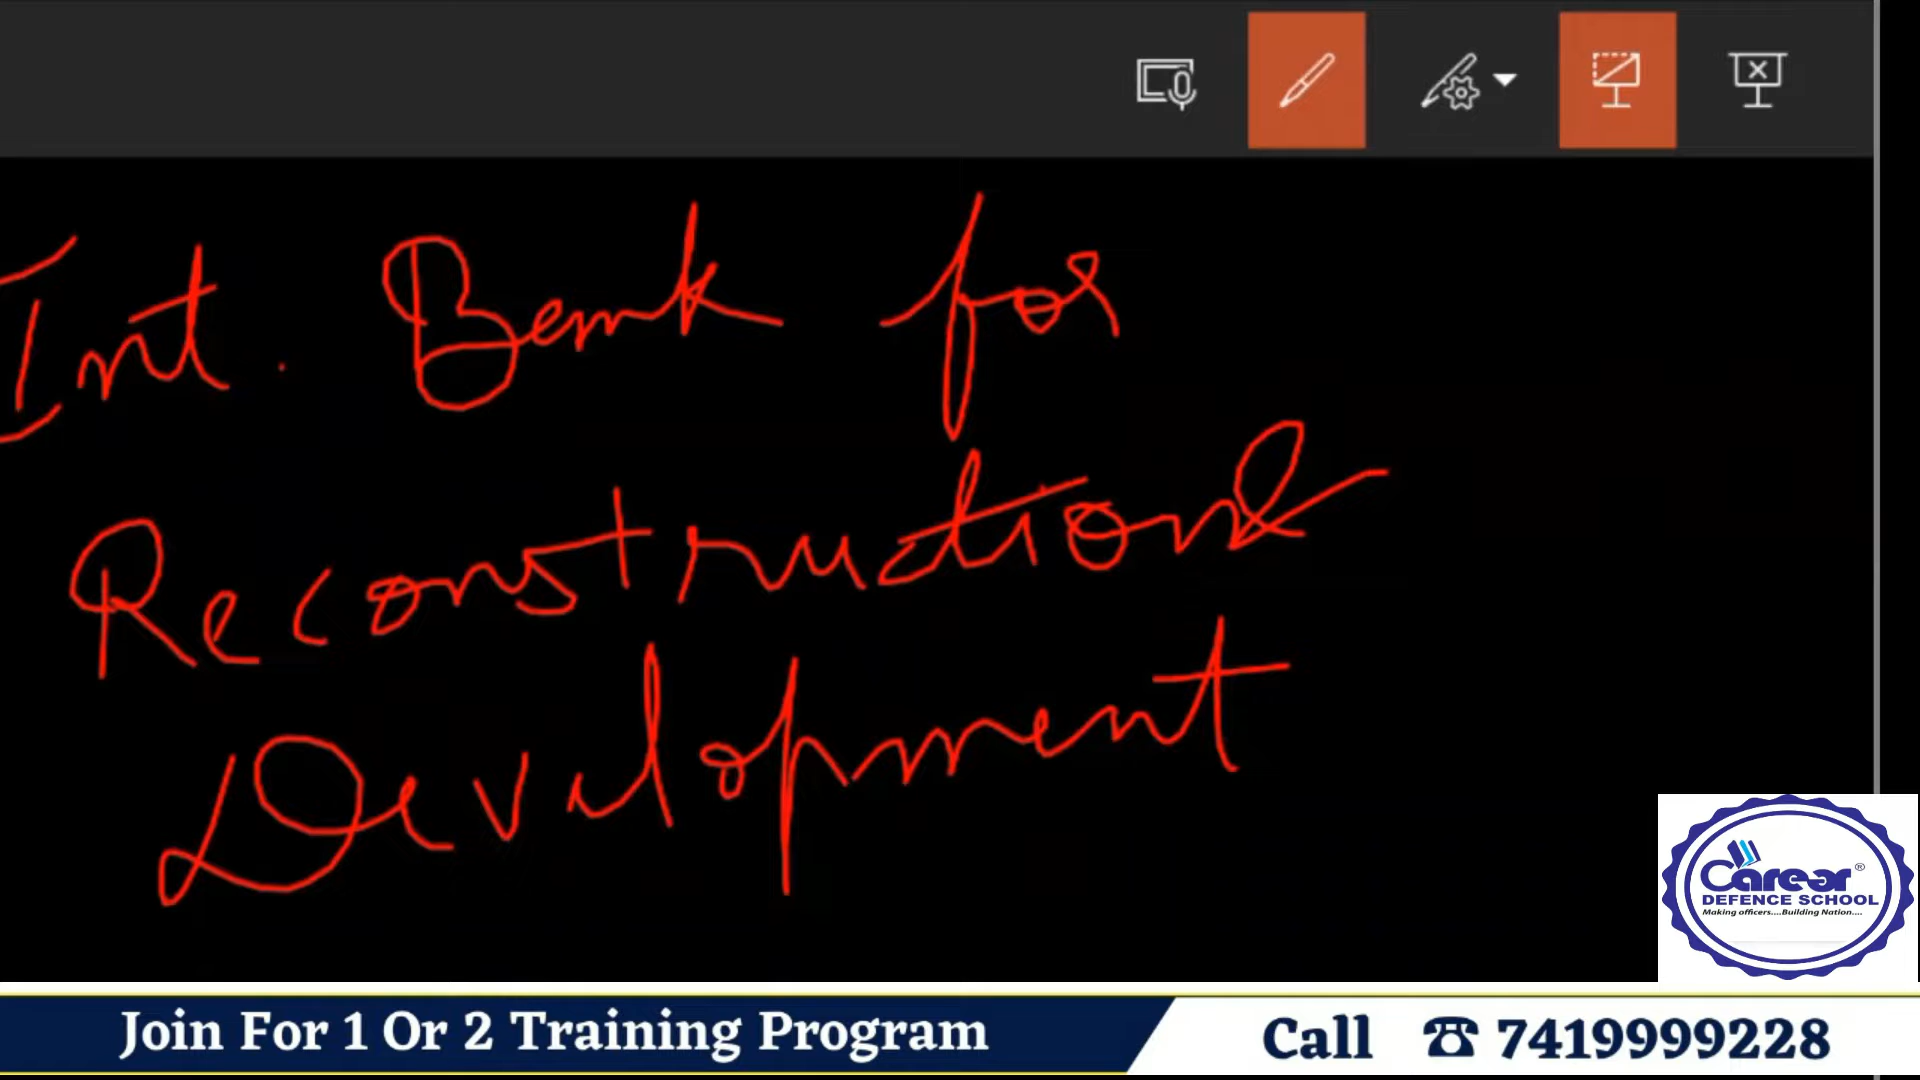 Int. Bank for
Reconstruction &
Development
Carear®
DEFENCE SCHOOL
Making officers....Building Nation....
Join For 1 Or 2 Training Program
Call ☎ 7419999228